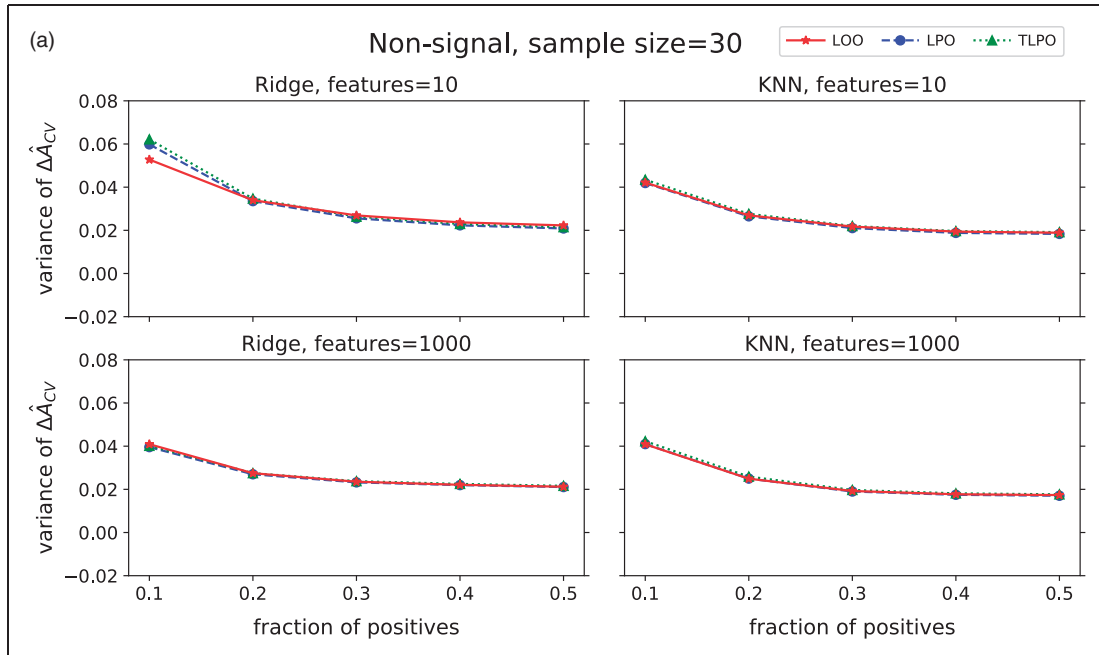 (a)
Non-signal, sample size=30
LOO LPO TLPO
Ridge, features=10
KNN, features=10
variance of ΔÂ_CV
0.08
0.06
0.04
0.02
0.00
−0.02
Ridge, features=1000
KNN, features=1000
variance of ΔÂ_CV
0.08
0.06
0.04
0.02
0.00
−0.02
0.1 0.2 0.3 0.4 0.5
0.1 0.2 0.3 0.4 0.5
fraction of positives
fraction of positives